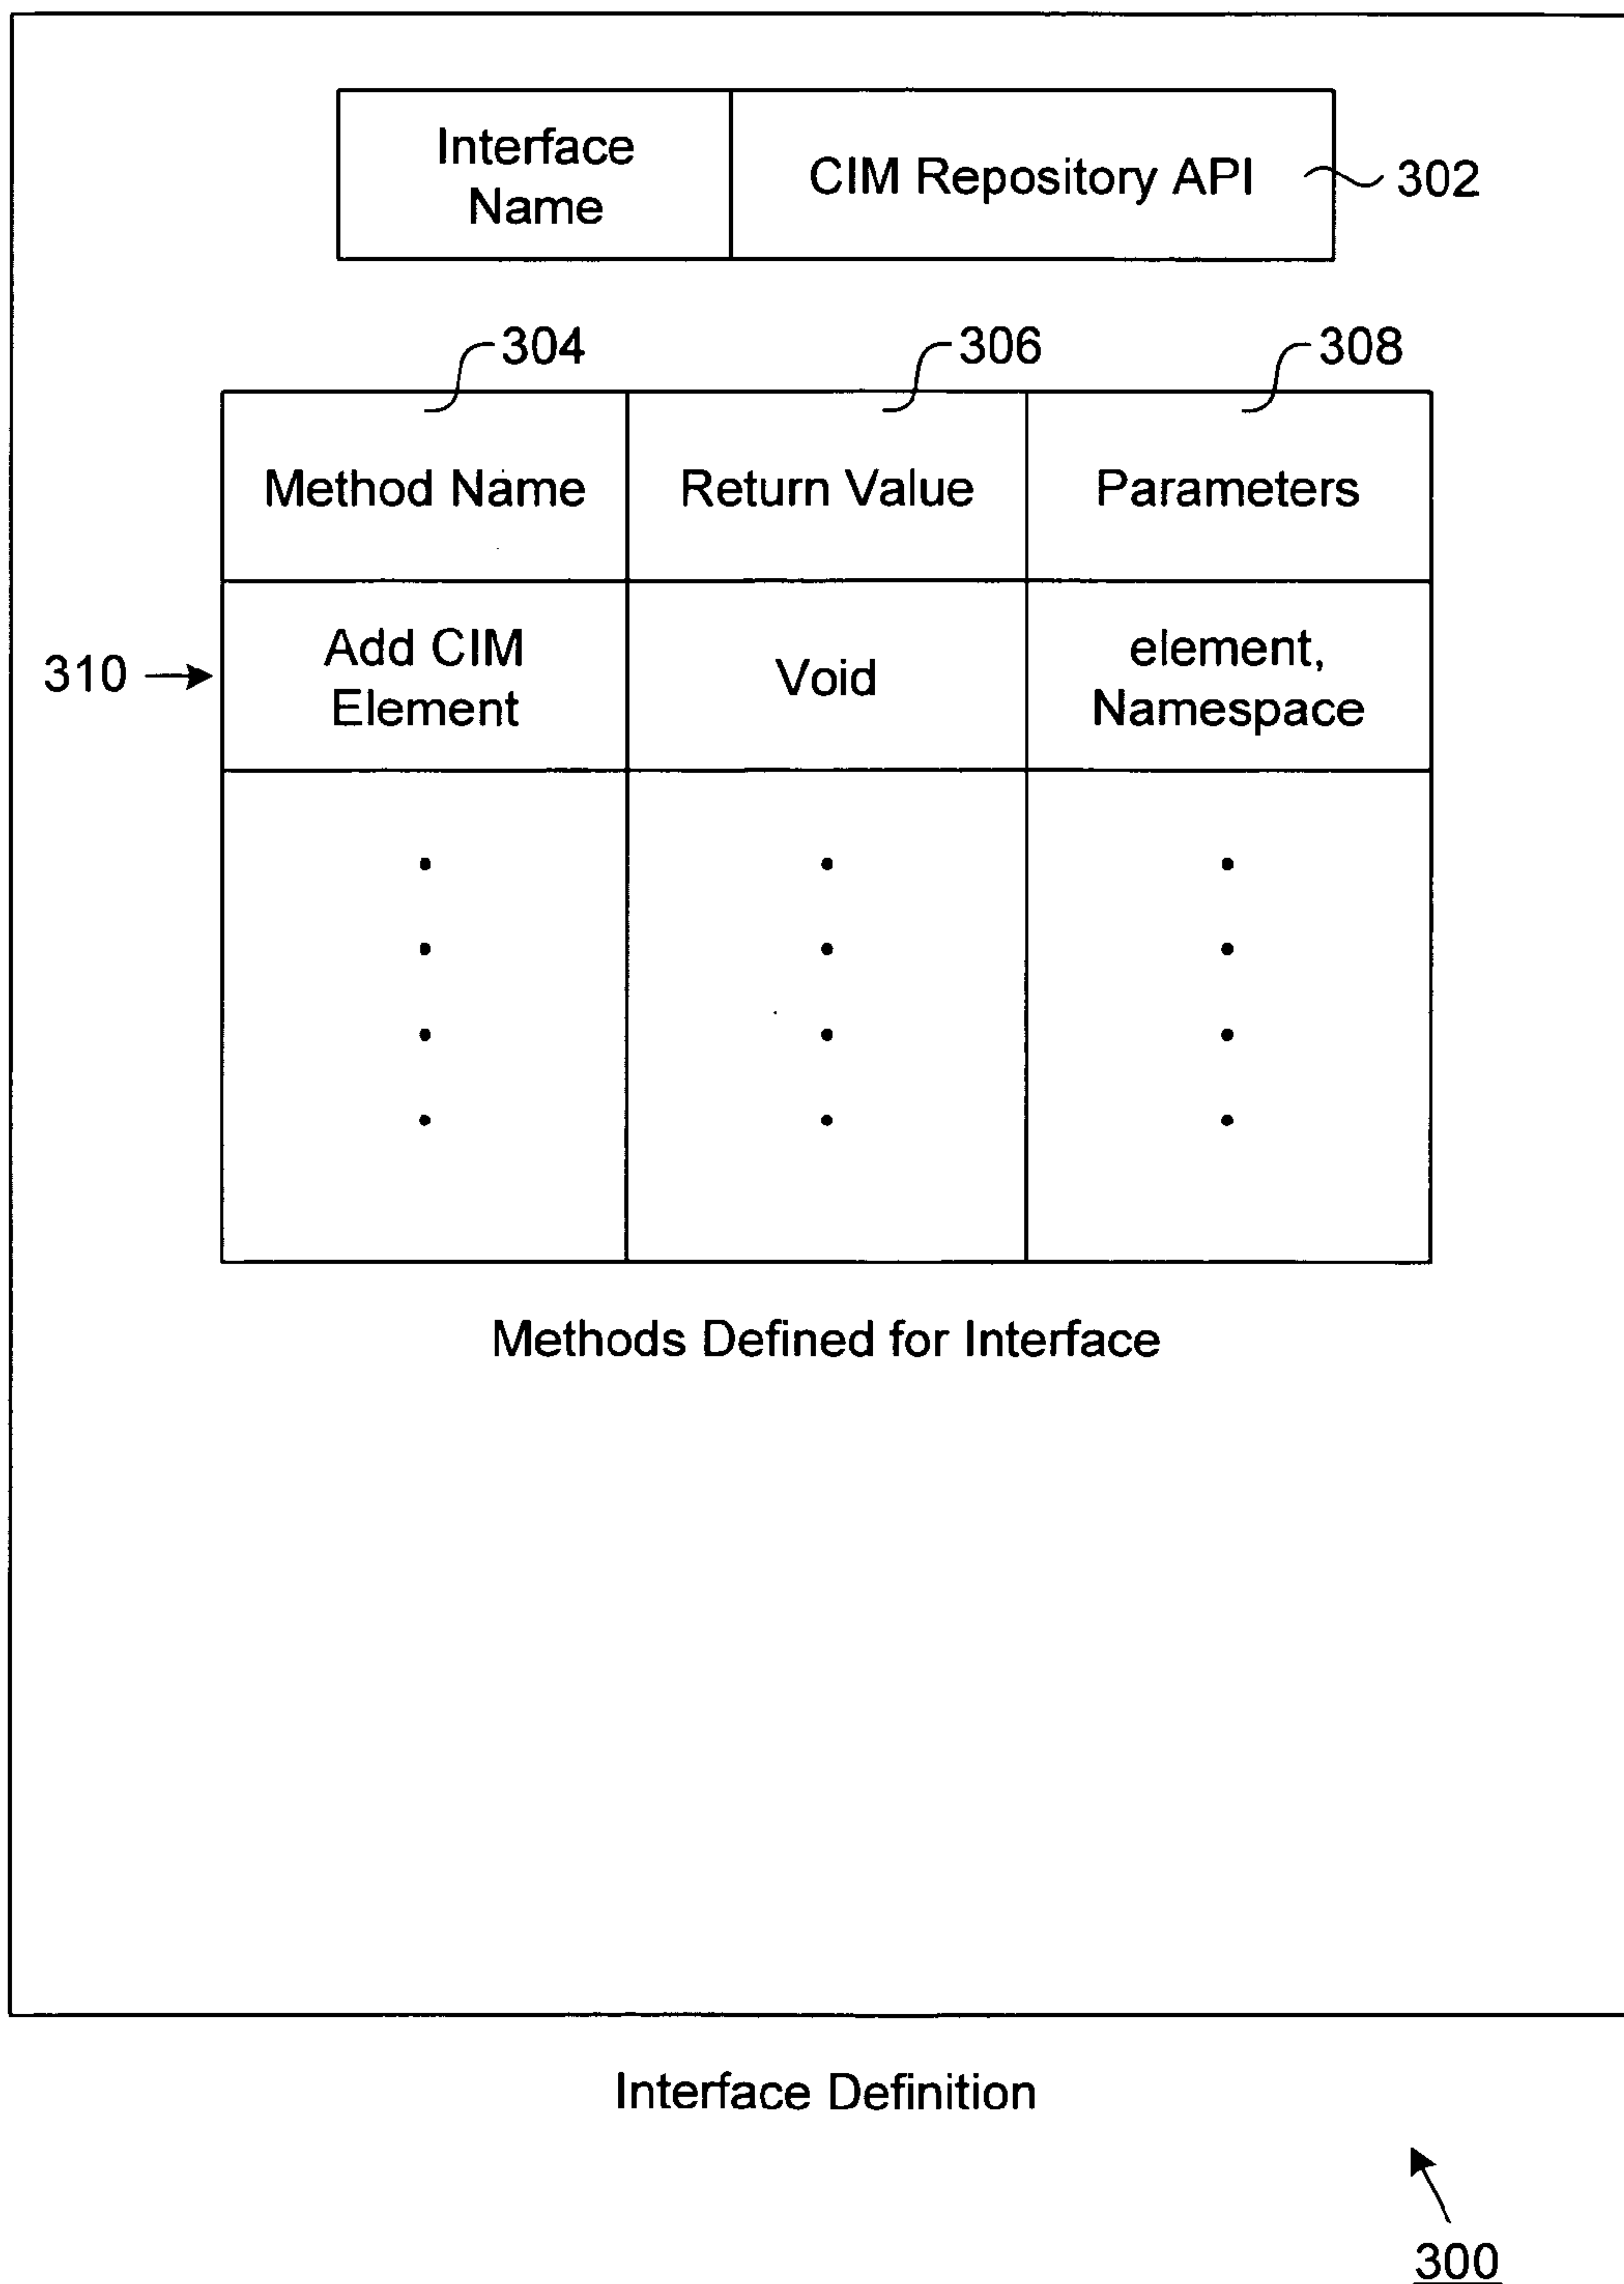 Interface
Name
CIM Repository API
302
304
306
308
Method Name
Return Value
Parameters
310
Add CIM
Element
Void
element,
Namespace
Methods Defined for Interface
Interface Definition
300